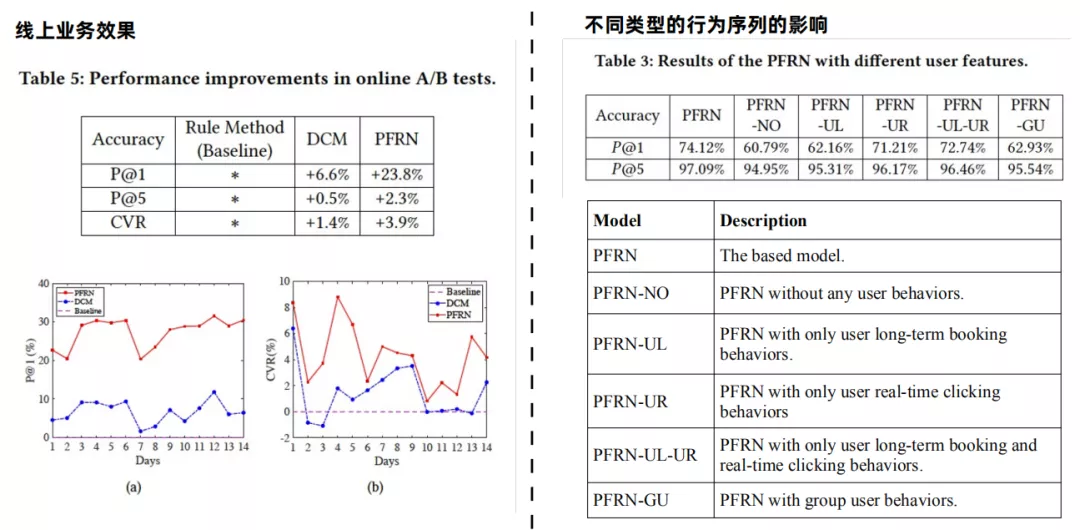 线上业务效果
Table 5: Performance improvements in online A/B tests.
Accuracy Rule Method (Baseline) DCM PFRN
P@1 * +6.6% +23.8%
P@5 * +0.5% +2.3%
CVR * +1.4% +3.9%
40
30
20
10
0
P@1 (%)
PFRN
DCM
Baseline
1 2 3 4 5 6 7 8 9 10 11 12 13 14
Days
(a)
10
8
6
4
2
0
-2
CVR (%)
Baseline
DCM
PFRN
1 2 3 4 5 6 7 8 9 10 11 12 13 14
Days
(b)
不同类型的行为序列的影响
Table 3: Results of the PFRN with different user features.
Accuracy PFRN PFRN -NO PFRN -UL PFRN -UR PFRN -UL-UR PFRN -GU
P@1 74.12% 60.79% 62.16% 71.21% 72.74% 62.93%
P@5 97.09% 94.95% 95.31% 96.17% 96.46% 95.54%
Model Description
PFRN The based model.
PFRN-NO PFRN without any user behaviors.
PFRN-UL PFRN with only user long-term booking
behaviors.
PFRN-UR PFRN with only user real-time clicking
behaviors
PFRN-UL-UR PFRN with only user long-term booking and
real-time clicking behaviors.
PFRN-GU PFRN with group user behaviors.